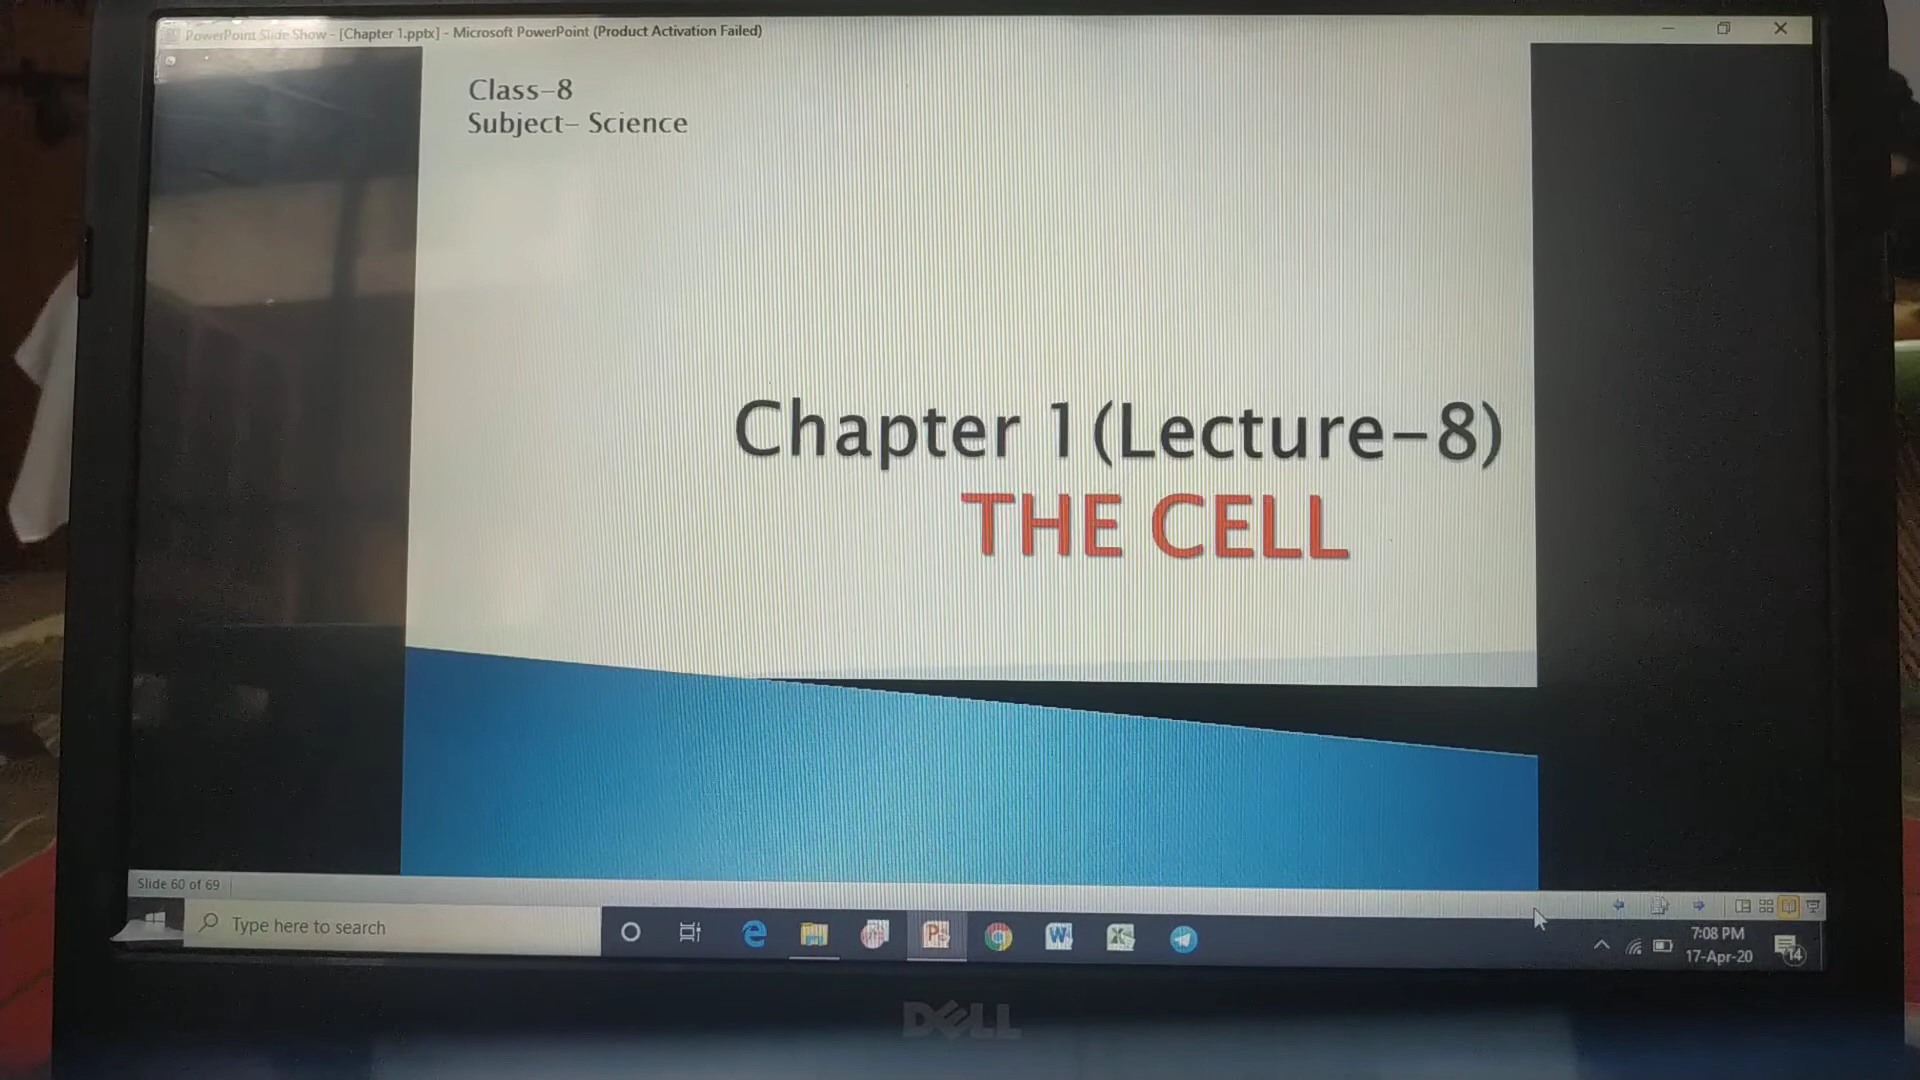 PowerPoint Slide Show - [Chapter 1.pptx] - Microsoft PowerPoint (Product Activation Failed)
Class-8
Subject- Science
Chapter 1(Lecture-8)
THE CELL
Slide 60 of 69
Type here to search
7:08 PM
17-Apr-20
14
DELL